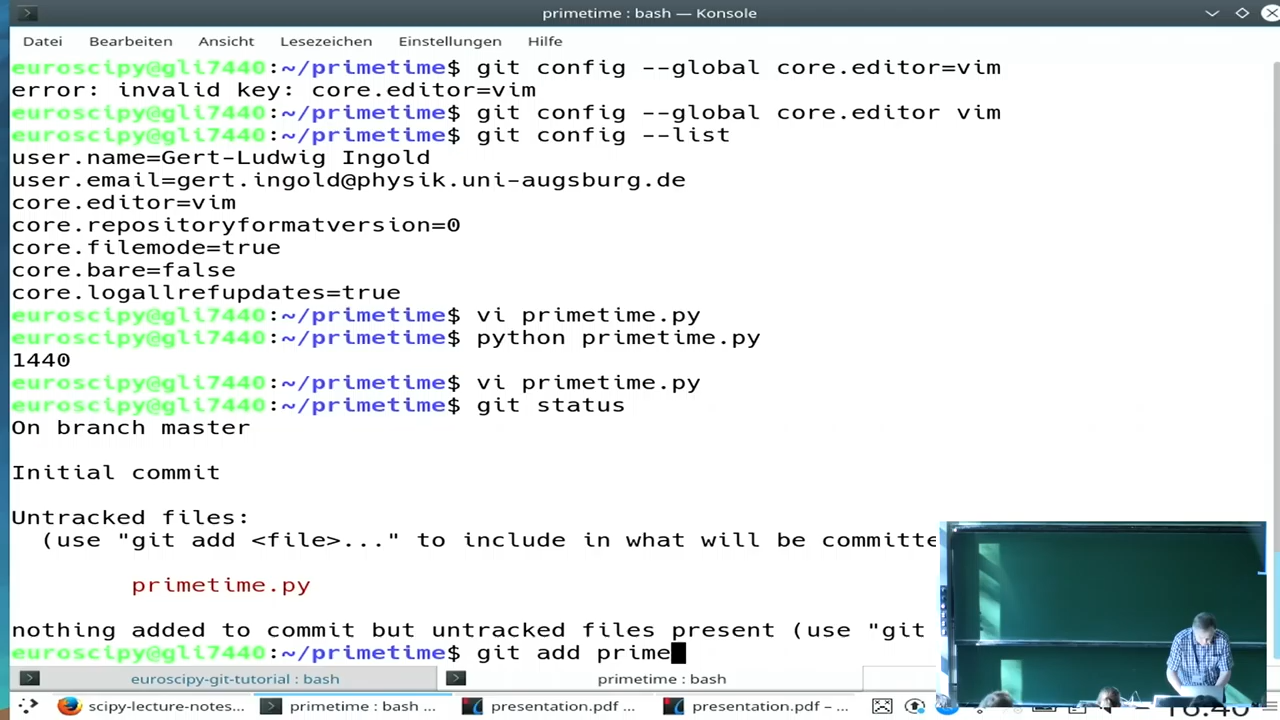 primetime : bash — Konsole
Datei Bearbeiten Ansicht Lesezeichen Einstellungen Hilfe
euroscipy@gli7440:~/primetime$ git config --global core.editor=vim
error: invalid key: core.editor=vim
euroscipy@gli7440:~/primetime$ git config --global core.editor vim
euroscipy@gli7440:~/primetime$ git config --list
user.name=Gert-Ludwig Ingold
user.email=gert.ingold@physik.uni-augsburg.de
core.editor=vim
core.repositoryformatversion=0
core.filemode=true
core.bare=false
core.logallrefupdates=true
euroscipy@gli7440:~/primetime$ vi primetime.py
euroscipy@gli7440:~/primetime$ python primetime.py
1440
euroscipy@gli7440:~/primetime$ vi primetime.py
euroscipy@gli7440:~/primetime$ git status
On branch master
Initial commit
Untracked files:
(use "git add <file>..." to include in what will be committe
primetime.py
nothing added to commit but untracked files present (use "git
euroscipy@gli7440:~/primetime$ git add prime
euroscipy-git-tutorial : bash primetime : bash
scipy-lecture-notes... primetime : bash ... presentation.pdf ... presentation.pdf – ...